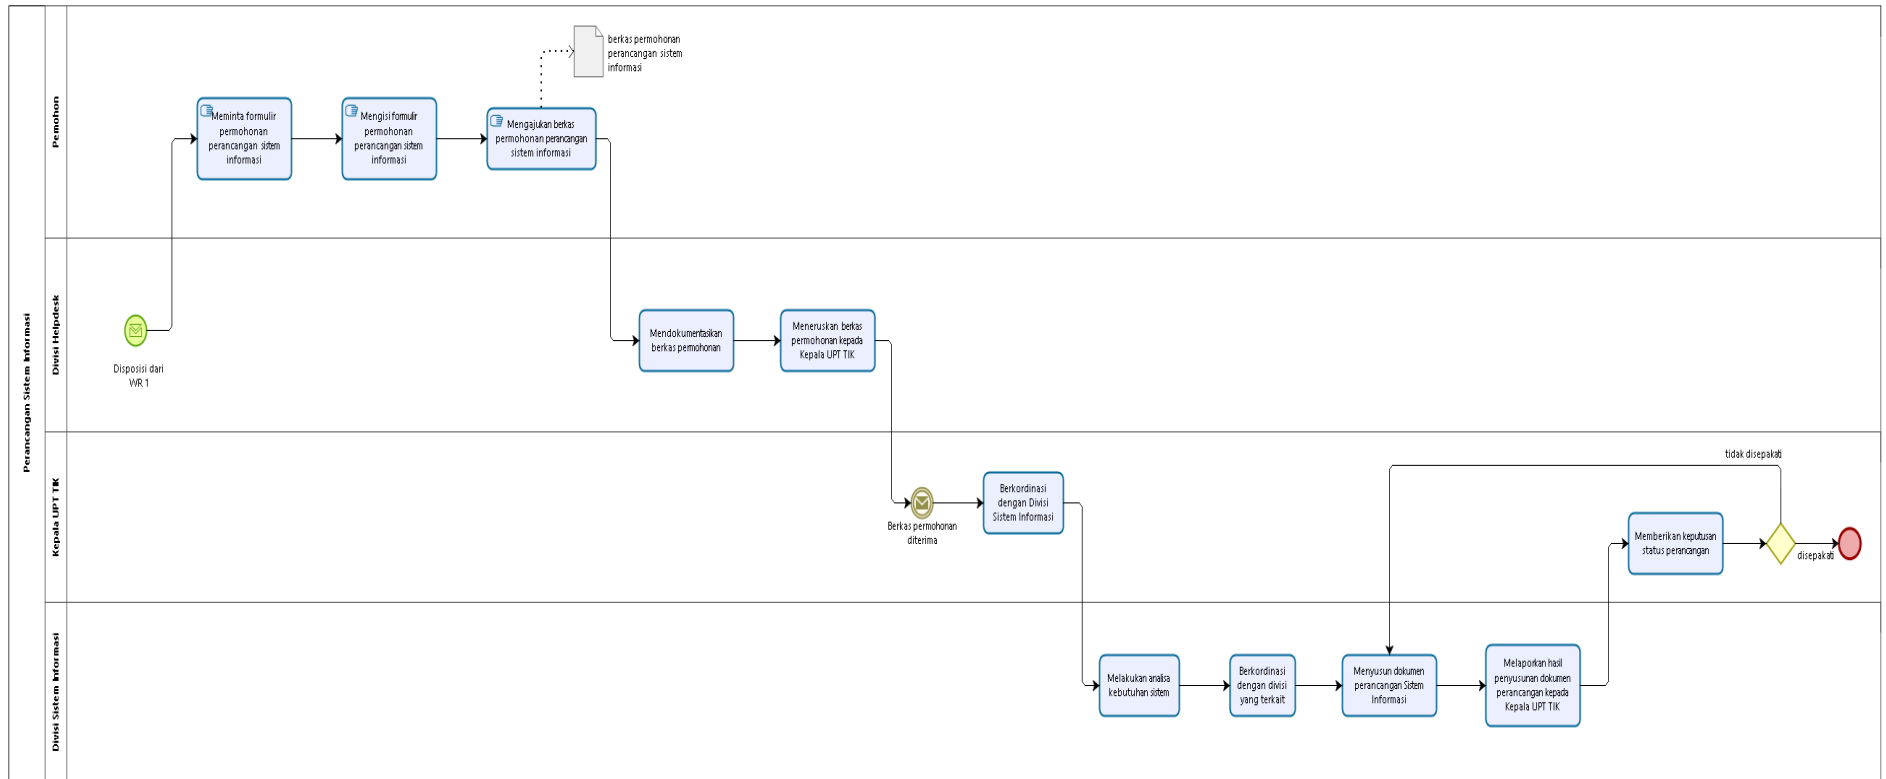 Perancangan Sistem Informasi
Pemohon
berkas permohonan
perancangan sistem
informasi
Meminta formulir
permohonan
perancangan sistem
informasi
Mengisi formulir
permohonan
perancangan sistem
informasi
Mengajukan berkas
permohonan perancangan
sistem informasi
Divisi Helpdesk
Disposisi dari
WR 1
Mendokumentasikan
berkas permohonan
Meneruskan berkas
permohonan kepada
Kepala UPT TIK
Kepala UPT TIK
Berkas permohonan
diterima
Berkordinasi
dengan Divisi
Sistem Informasi
Memberikan keputusan
status perancangan
tidak disepakati
disepakati
Divisi Sistem Informasi
Melakukan analisa
kebutuhan sistem
Berkordinasi
dengan divisi
yang terkait
Menyusun dokumen
perancangan Sistem
Informasi
Melaporkan hasil
penyusunan dokumen
perancangan kepada
Kepala UPT TIK